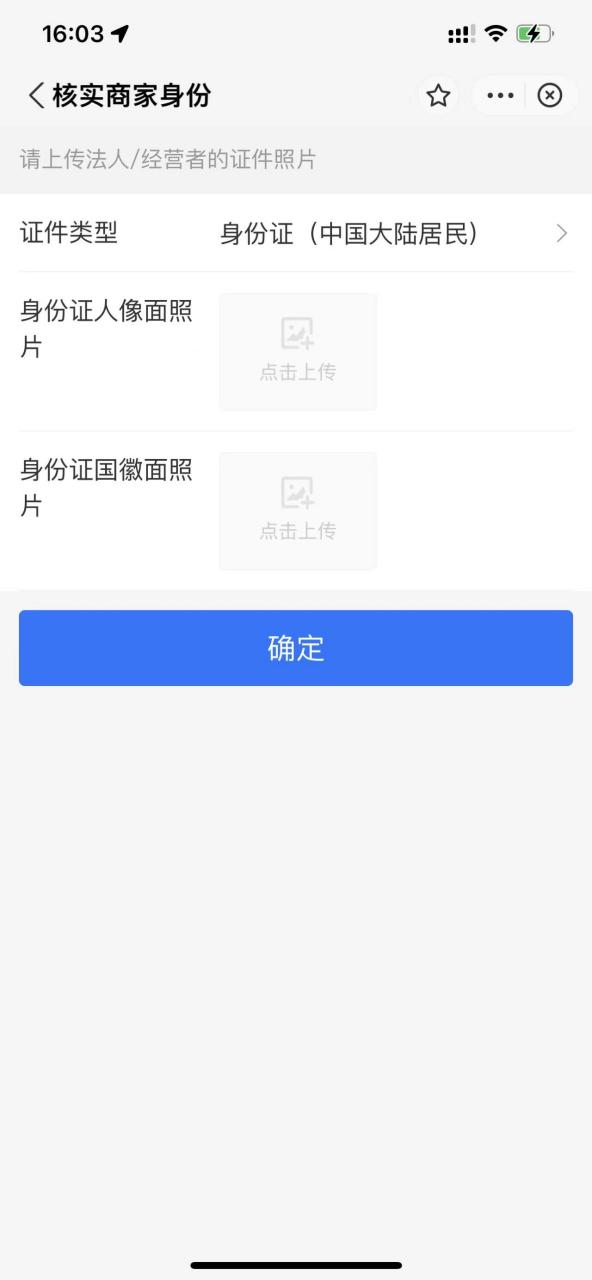 16:03
核实商家身份
请上传法人/经营者的证件照片
证件类型
身份证（中国大陆居民）
身份证人像面照
片
点击上传
身份证国徽面照
片
点击上传
确定